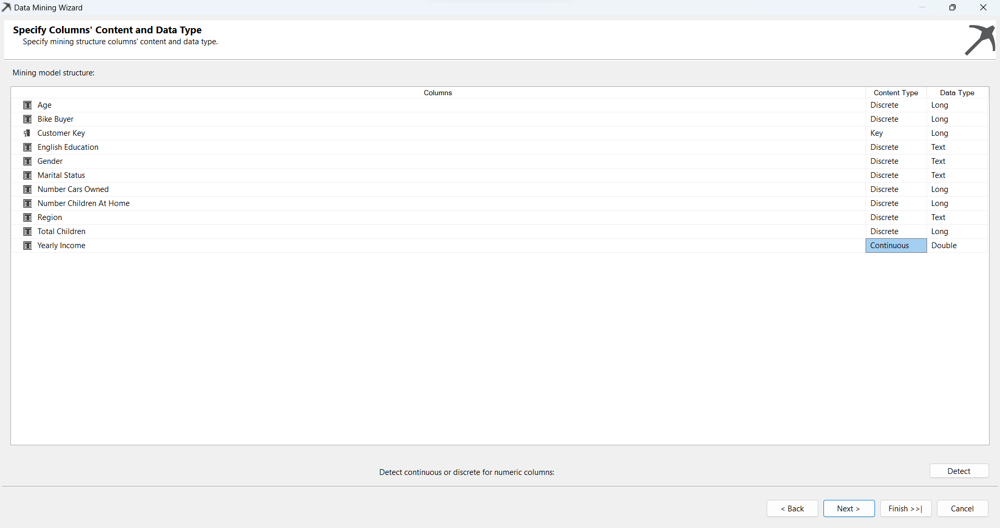 Data Mining Wizard
Specify Columns' Content and Data Type
Specify mining structure columns' content and data type.
Mining model structure:
Columns Content Type Data Type
Age Discrete Long
Bike Buyer Discrete Long
Customer Key Key Long
English Education Discrete Text
Gender Discrete Text
Marital Status Discrete Text
Number Cars Owned Discrete Long
Number Children At Home Discrete Long
Region Discrete Text
Total Children Discrete Long
Yearly Income Continuous Double
Detect continuous or discrete for numeric columns: Detect
< Back Next > Finish >>| Cancel